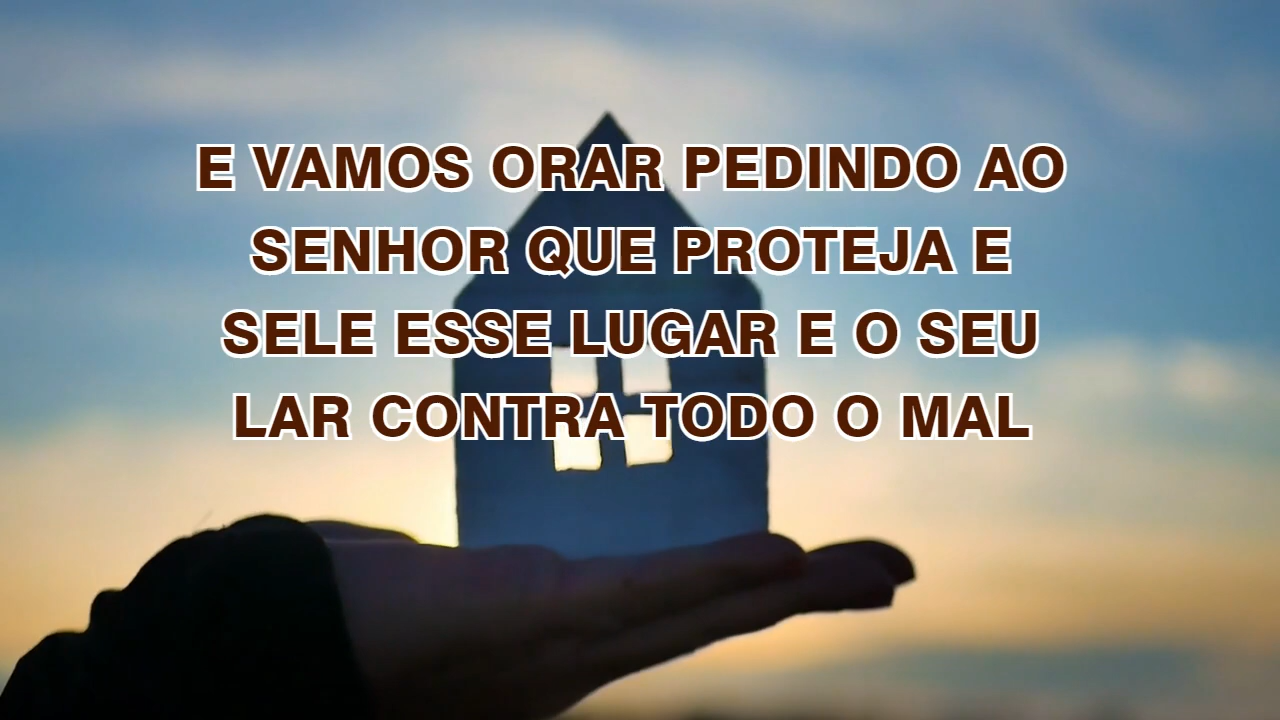 E VAMOS ORAR PEDINDO AO
SENHOR QUE PROTEJA E
SELE ESSE LUGAR E O SEU
LAR CONTRA TODO O MAL